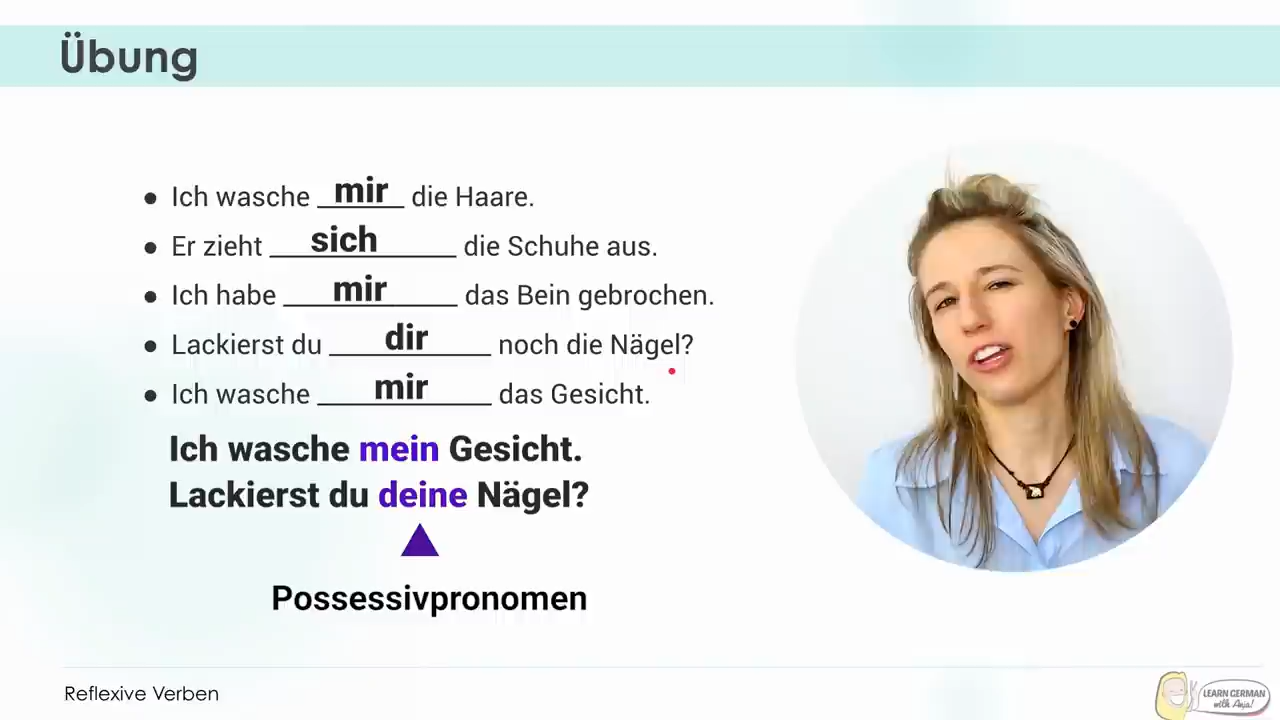 Übung
● Ich wasche mir die Haare.
● Er zieht sich die Schuhe aus.
● Ich habe mir das Bein gebrochen.
● Lackierst du dir noch die Nägel?
● Ich wasche mir das Gesicht.
Ich wasche mein Gesicht.
Lackierst du deine Nägel?
Possessivpronomen
Reflexive Verben
LEARN GERMAN
with Anja!